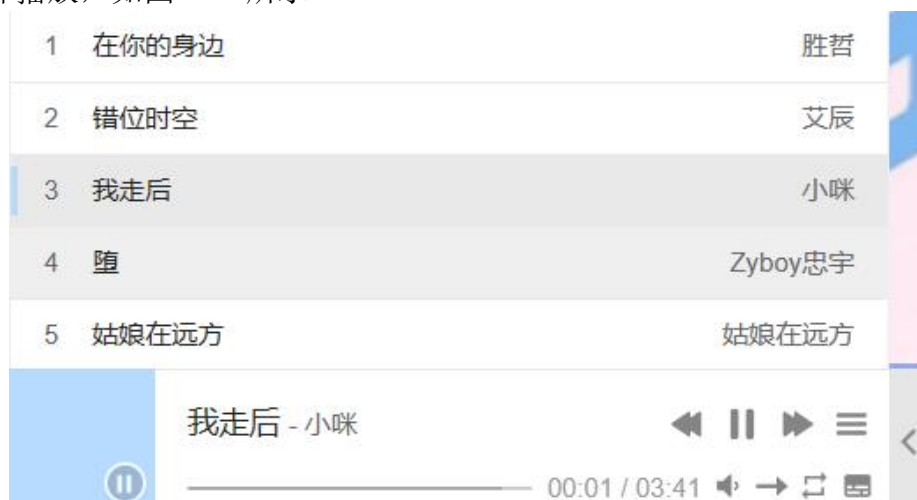 1 在你的身边 胜哲
2 错位时空 艾辰
3 我走后 小咪
4 堕 Zyboy忠宇
5 姑娘在远方 姑娘在远方
我走后 - 小咪
00:01 / 03:41